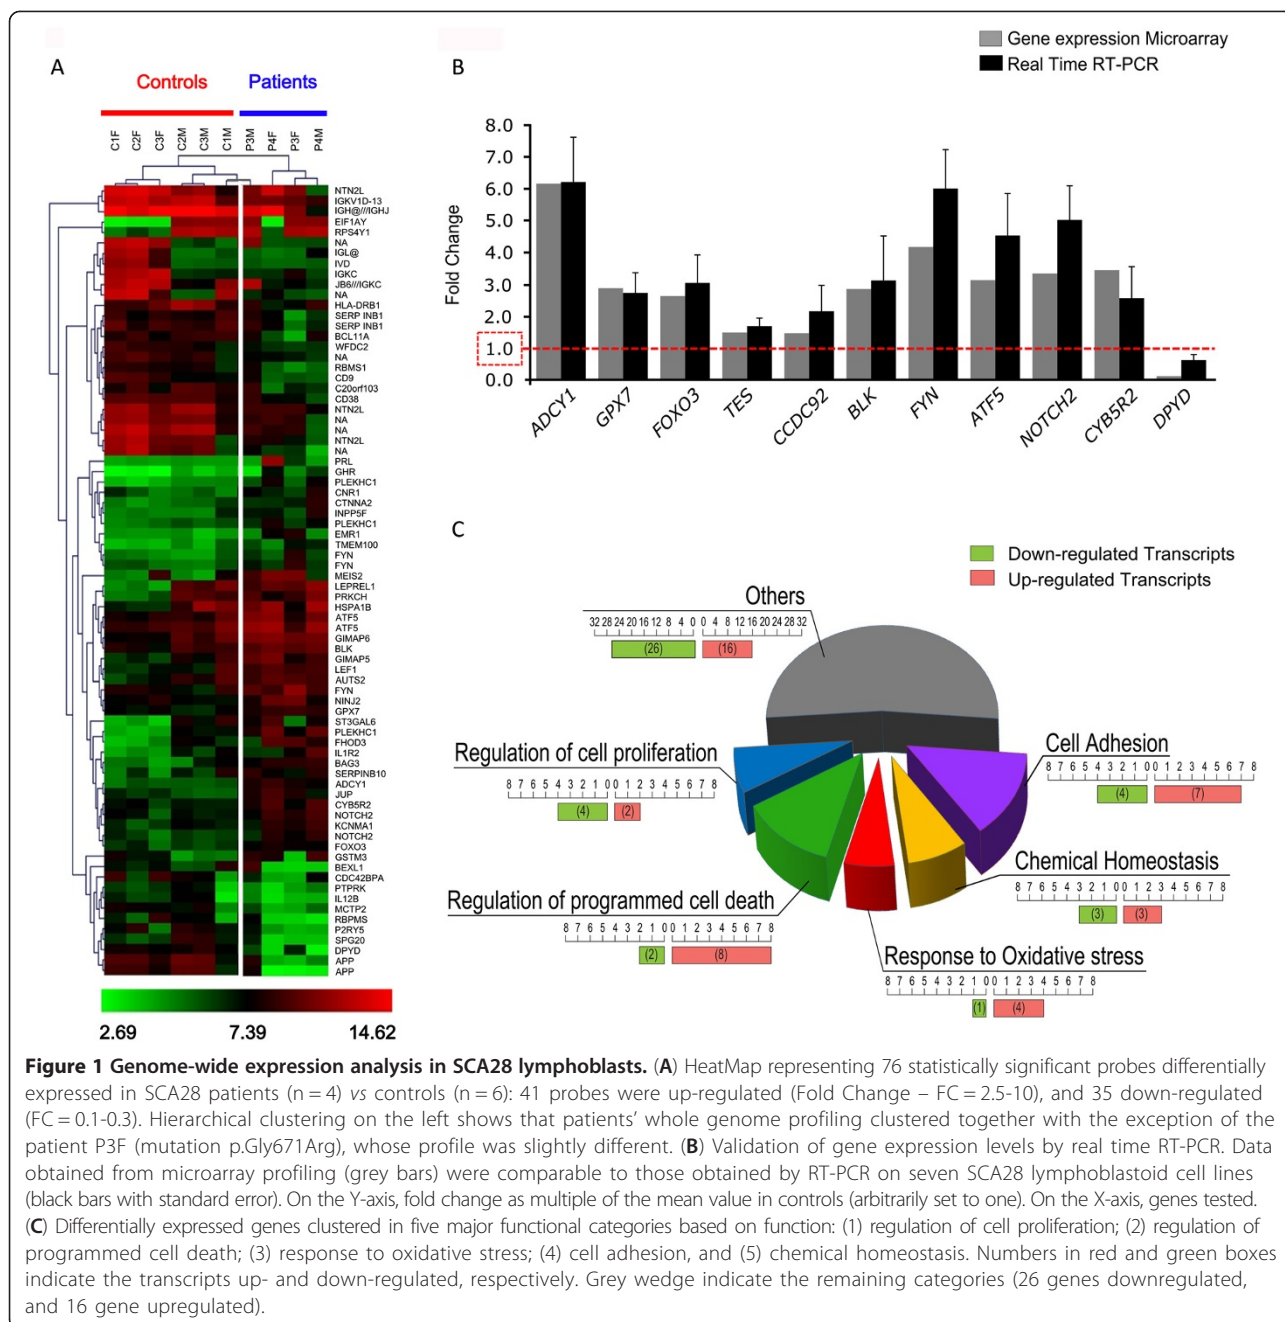 A
Controls
Patients
C1F
C2F
C3F
C2M
C3M
C1M
P3M
P4F
P3F
P4M
NTN2L
IGKV1D-13
IGH@///IGHJ
EIF1AY
RPS4Y1
NA
IGL@
IVD
IGKC
JB6///IGKC
NA
HLA-DRB1
SERP INB1
SERP INB1
BCL11A
WFDC2
NA
RBMS1
CD9
C20orf103
CD38
NTN2L
NA
NA
NTN2L
NA
PRL
GHR
PLEKHC1
CNR1
CTNNA2
INPP5F
PLEKHC1
EMR1
TMEM100
FYN
FYN
MEIS2
LEPREL1
PRKCH
HSPA1B
ATF5
ATF5
GIMAP6
BLK
GIMAP5
LEF1
AUTS2
FYN
NINJ2
GPX7
ST3GAL6
PLEKHC1
FHOD3
IL1R2
BAG3
SERPINB10
ADCY1
JUP
CYB5R2
NOTCH2
KCNMA1
NOTCH2
FOXO3
GSTM3
BEXL1
CDC42BPA
PTPRK
IL12B
MCTP2
RBPMS
P2RY5
SPG20
DPYD
APP
APP
2.69 7.39 14.62
B
Gene expression Microarray
Real Time RT-PCR
Fold Change
8.0
7.0
6.0
5.0
4.0
3.0
2.0
1.0
0.0
ADCY1
GPX7
FOXO3
TES
CCDC92
BLK
FYN
ATF5
NOTCH2
CYB5R2
DPYD
C
Down-regulated Transcripts
Up-regulated Transcripts
Others
32 28 24 20 16 12 8 4 0 0 4 8 12 16 20 24 28 32
(26) (16)
Regulation of cell proliferation
8 7 6 5 4 3 2 1 0 0 1 2 3 4 5 6 7 8
(4) (2)
Cell Adhesion
8 7 6 5 4 3 2 1 0 0 1 2 3 4 5 6 7 8
(4) (7)
Chemical Homeostasis
8 7 6 5 4 3 2 1 0 0 1 2 3 4 5 6 7 8
(3) (3)
Regulation of programmed cell death
8 7 6 5 4 3 2 1 0 0 1 2 3 4 5 6 7 8
(2) (8)
Response to Oxidative stress
8 7 6 5 4 3 2 1 0 0 1 2 3 4 5 6 7 8
(1) (4)
Figure 1 Genome-wide expression analysis in SCA28 lymphoblasts. (A) HeatMap representing 76 statistically significant probes differentially
expressed in SCA28 patients (n = 4) vs controls (n = 6): 41 probes were up-regulated (Fold Change – FC = 2.5-10), and 35 down-regulated
(FC = 0.1-0.3). Hierarchical clustering on the left shows that patients’ whole genome profiling clustered together with the exception of the
patient P3F (mutation p.Gly671Arg), whose profile was slightly different. (B) Validation of gene expression levels by real time RT-PCR. Data
obtained from microarray profiling (grey bars) were comparable to those obtained by RT-PCR on seven SCA28 lymphoblastoid cell lines
(black bars with standard error). On the Y-axis, fold change as multiple of the mean value in controls (arbitrarily set to one). On the X-axis, genes tested.
(C) Differentially expressed genes clustered in five major functional categories based on function: (1) regulation of cell proliferation; (2) regulation of
programmed cell death; (3) response to oxidative stress; (4) cell adhesion, and (5) chemical homeostasis. Numbers in red and green boxes
indicate the transcripts up- and down-regulated, respectively. Grey wedge indicate the remaining categories (26 genes downregulated,
and 16 gene upregulated).